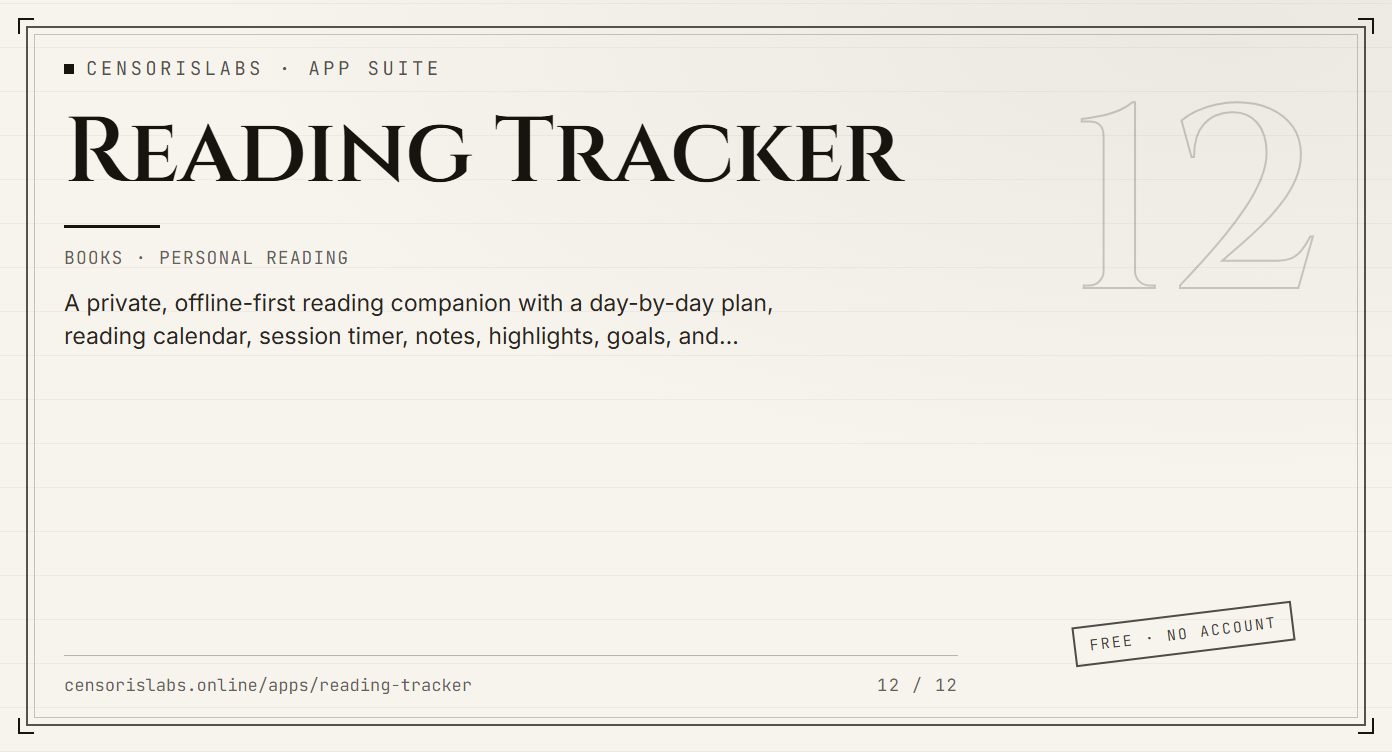 CENSORISLABS · APP SUITE
READING TRACKER
12
BOOKS · PERSONAL READING
A private, offline-first reading companion with a day-by-day plan,
reading calendar, session timer, notes, highlights, goals, and…
FREE · NO ACCOUNT
censorislabs.online/apps/reading-tracker
12 / 12